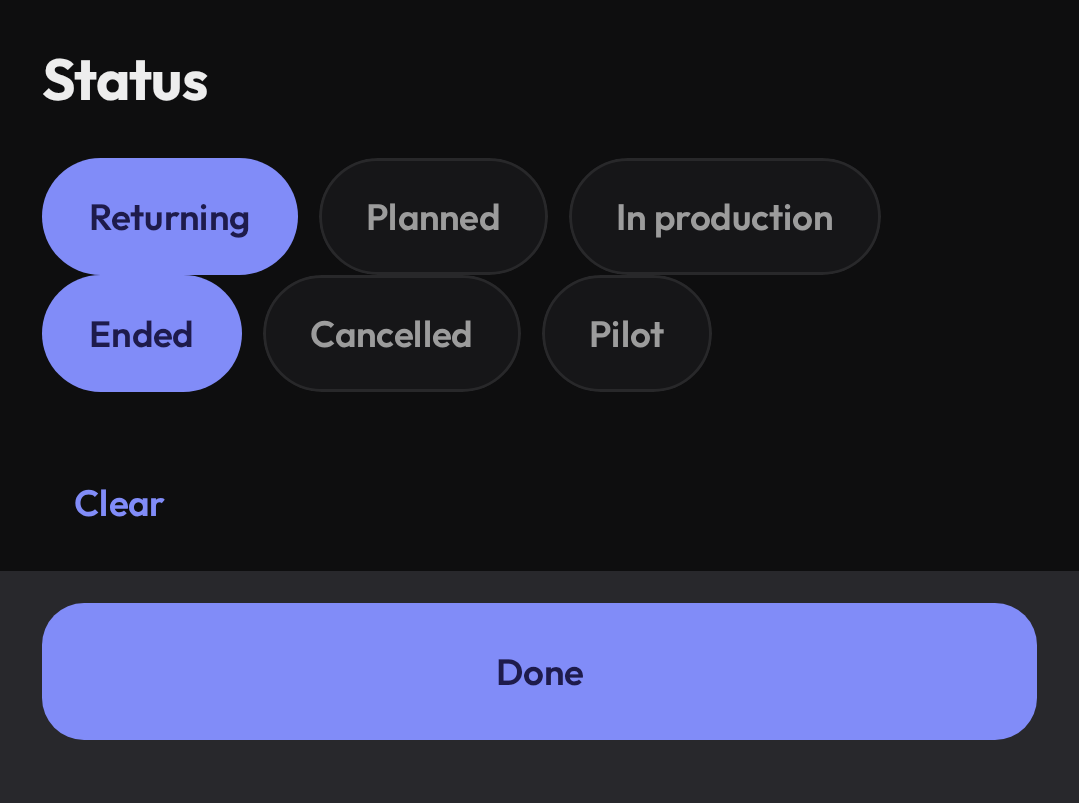 Status
Returning Planned In production
Ended Cancelled Pilot
Clear
Done